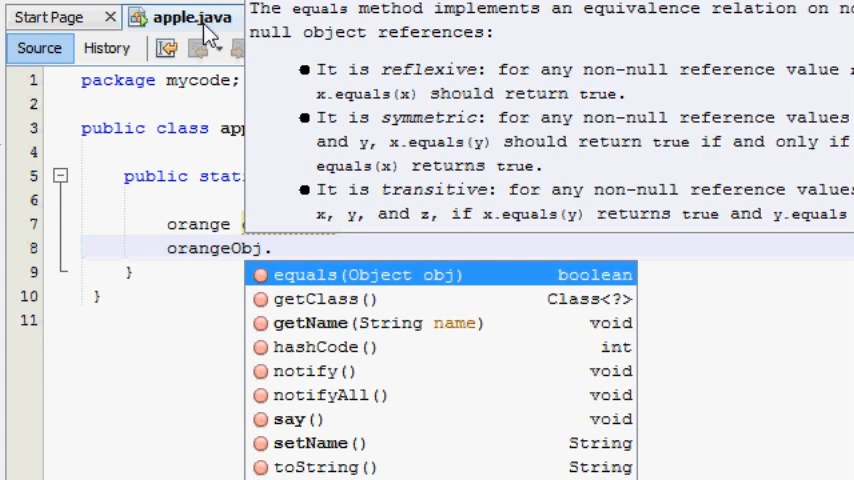 Start Page
apple.java
The equals method implements an equivalence relation on
null object references:
Source
History
It is reflexive: for any non-null reference value
x.equals(x) should return true.
It is symmetric: for any non-null reference values
and y, x.equals(y) should return true if and only if
equals(x) returns true.
It is transitive: for any non-null reference values
x, y, and z, if x.equals(y) returns true and y.equals
1 package mycode;
2
3 public class app
4
5 public stat
6
7 orange
8 orangeObj.
9 }
10 }
11
equals(Object obj) boolean
getClass() Class<?>
getName(String name) void
hashCode() int
notify() void
notifyAll() void
say() void
setName() String
toString() String